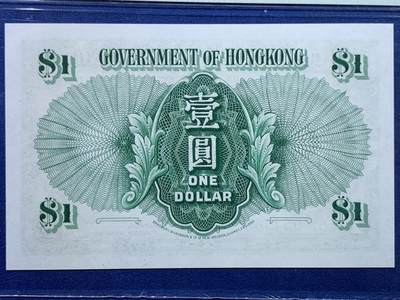 $1 GOVERNMENT OF HONGKONG $1
壹
圓
ONE
DOLLAR
$1 $1